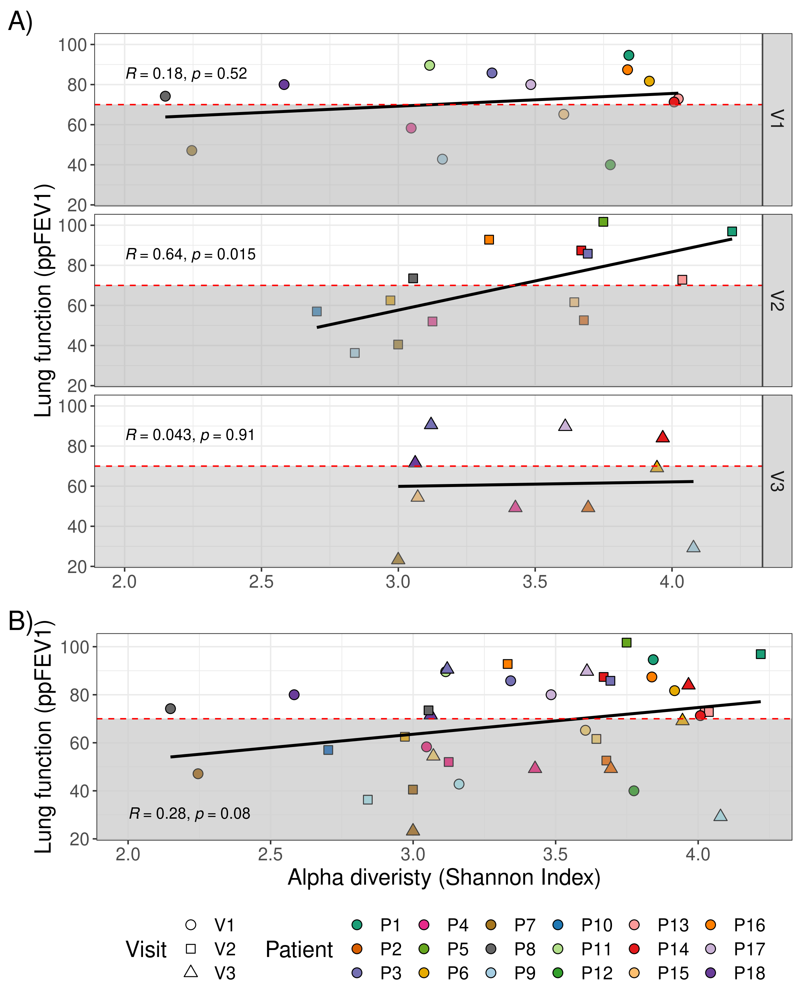 A)
Lung function (ppFEV1)
100
80
60
40
20
R = 0.18, p = 0.52
V1
100
80
60
40
20
R = 0.64, p = 0.015
V2
100
80
60
40
20
R = 0.043, p = 0.91
V3
2.0 2.5 3.0 3.5 4.0
B)
Lung function (ppFEV1)
100
80
60
40
20
R = 0.28, p = 0.08
2.0 2.5 3.0 3.5 4.0
Alpha diveristy (Shannon Index)
Visit
V1
V2
V3
Patient
P1 P4 P7 P10 P13 P16
P2 P5 P8 P11 P14 P17
P3 P6 P9 P12 P15 P18